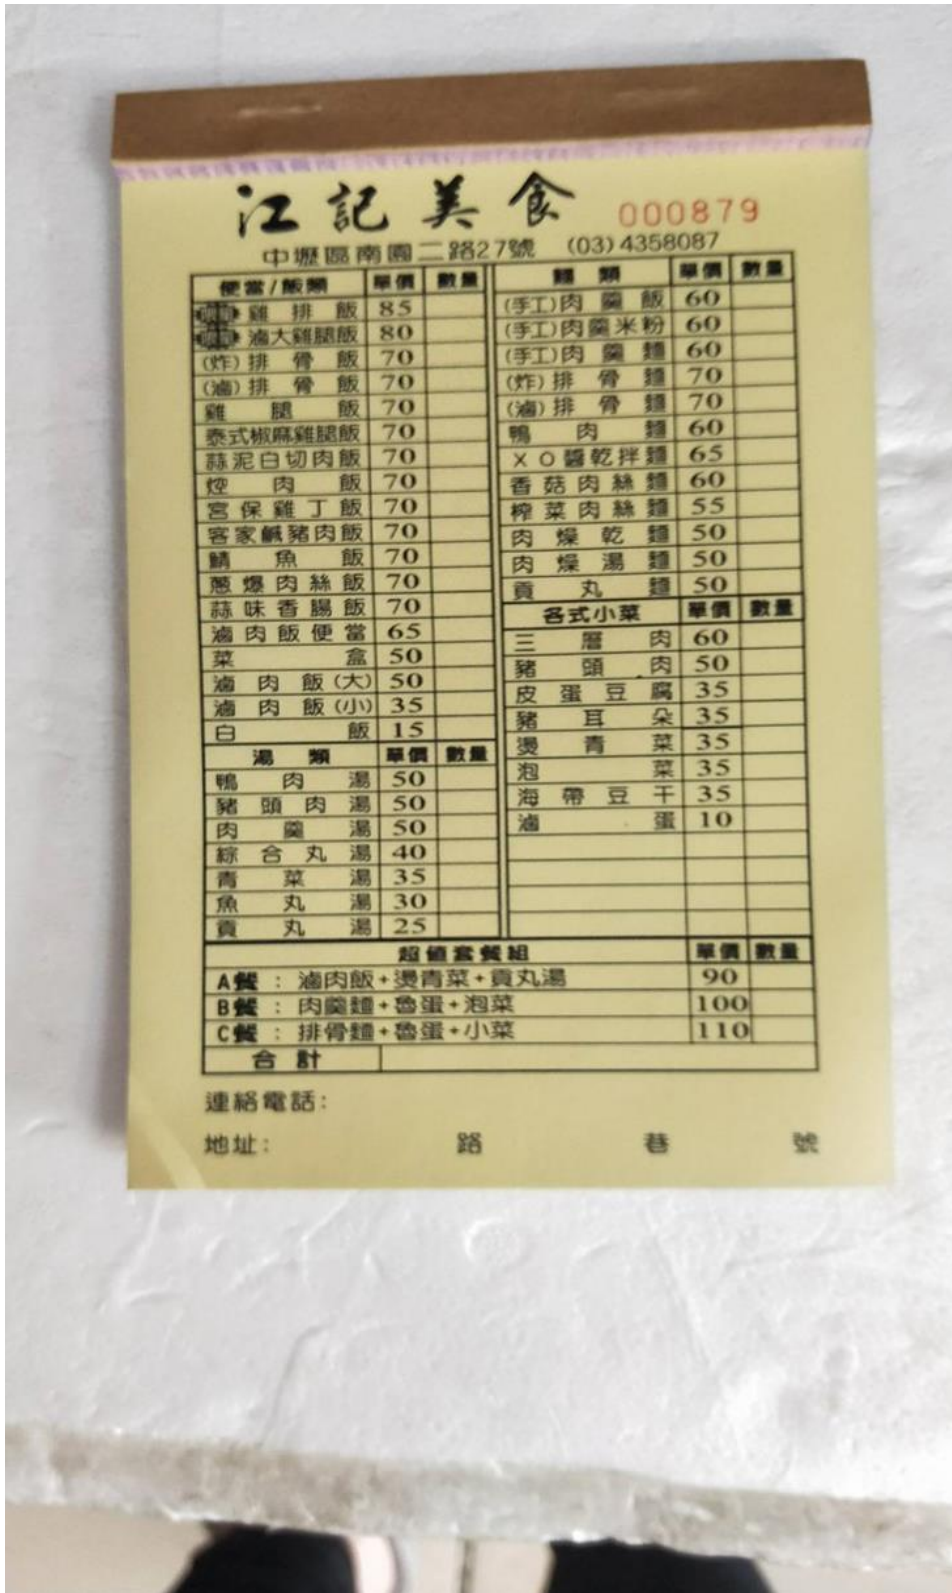 江記美食 000879
中壢區南園二路27號 (03)4358087
便當/飯類 單價 數量
雞排飯 85
滷大雞腿飯 80
(炸)排骨飯 70
(滷)排骨飯 70
雞腿飯 70
泰式椒麻雞腿飯 70
蒜泥白切肉飯 70
焢肉飯 70
宮保雞丁飯 70
客家鹹豬肉飯 70
鯖魚飯 70
蔥爆肉絲飯 70
蒜味香腸飯 70
滷肉飯便當 65
菜盒 50
滷肉飯(大) 50
滷肉飯(小) 35
白飯 15
湯類 單價 數量
鴨肉湯 50
豬頭肉湯 50
肉羹湯 50
綜合丸湯 40
青菜湯 35
魚丸湯 30
貢丸湯 25
麵類 單價 數量
(手工)肉羹飯 60
(手工)肉羹米粉 60
(手工)肉羹麵 60
(炸)排骨麵 70
(滷)排骨麵 70
鴨肉麵 60
XO醬乾拌麵 65
香菇肉絲麵 60
榨菜肉絲麵 55
肉燥乾麵 50
肉燥湯麵 50
貢丸麵 50
各式小菜 單價 數量
三層肉 60
豬頭肉 50
皮蛋豆腐 35
豬耳朵 35
燙青菜 35
泡菜 35
海帶豆干 35
滷蛋 10
超值套餐組 單價 數量
A餐：滷肉飯+燙青菜+貢丸湯 90
B餐：肉羹麵+魯蛋+泡菜 100
C餐：排骨麵+魯蛋+小菜 110
合計
連絡電話：
地址： 路 巷 號